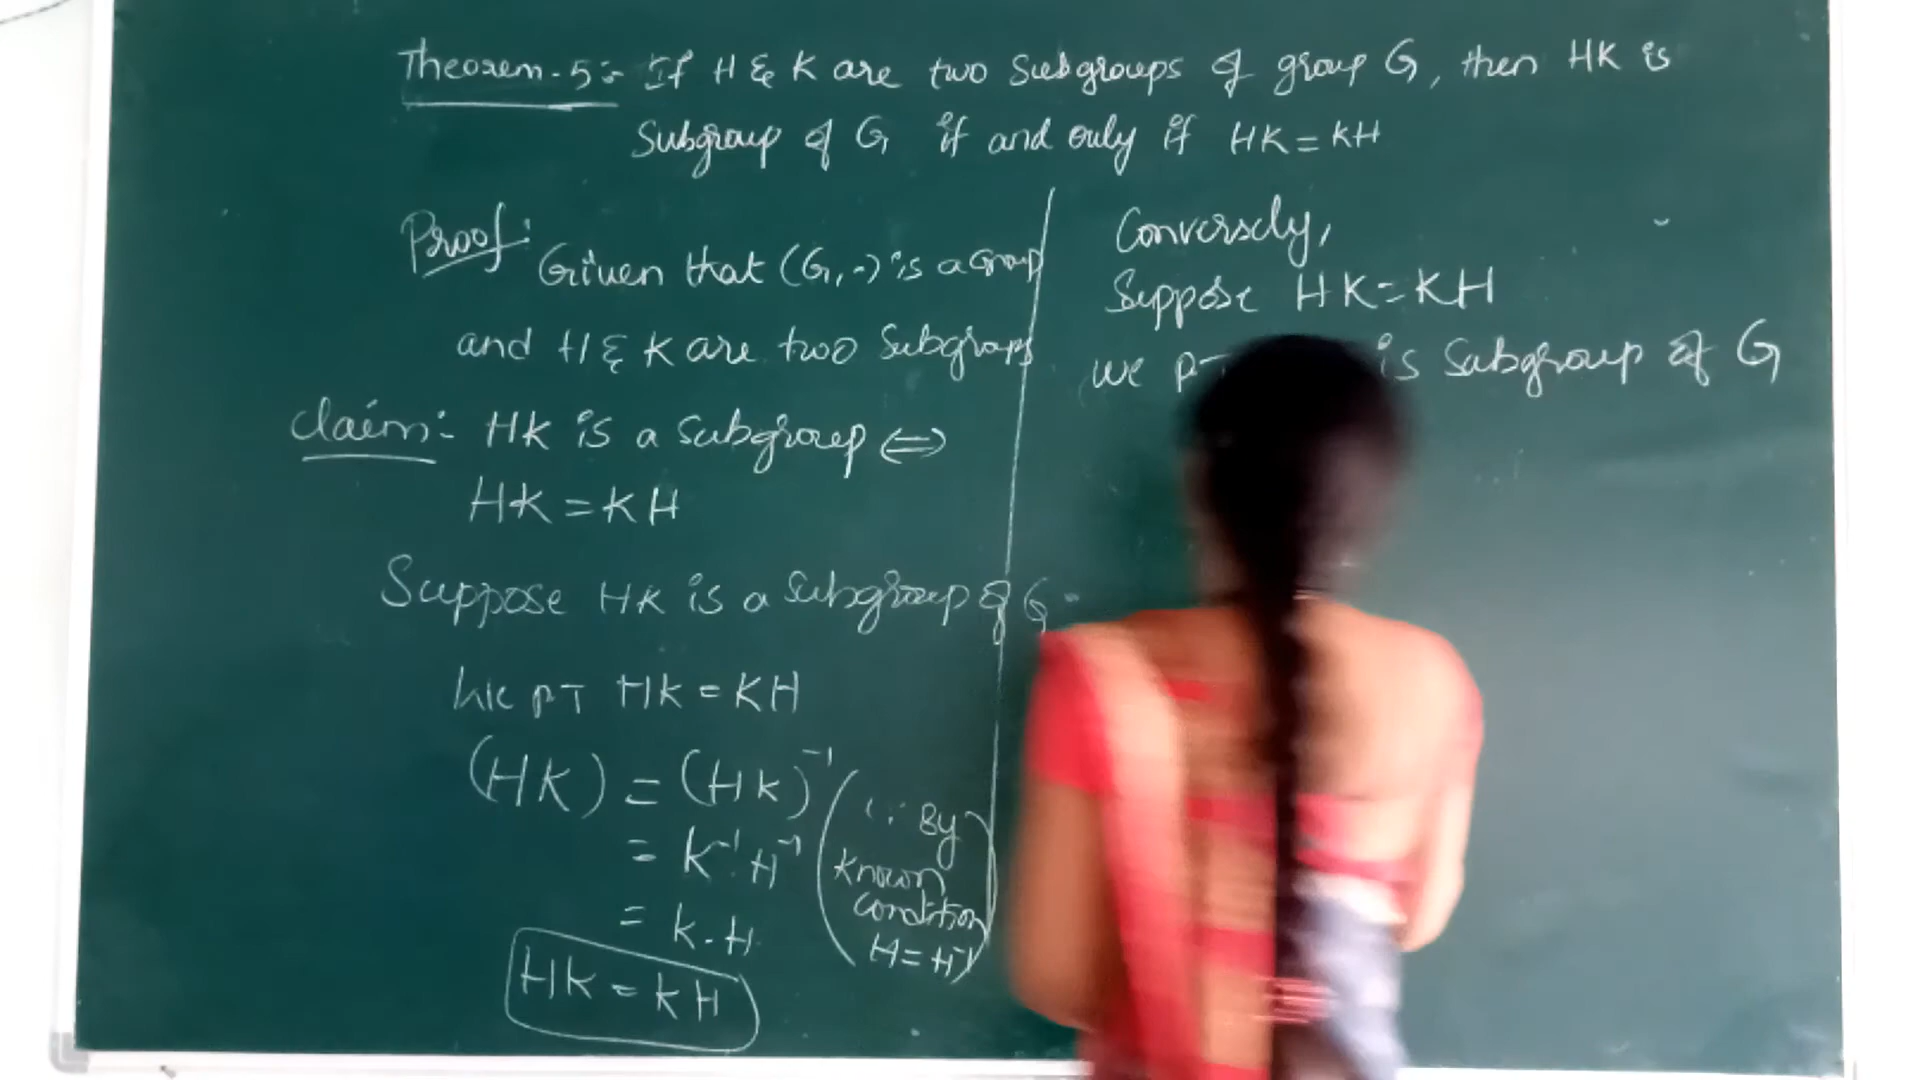 Theorem-5:- If H & K are two subgroups of group G, then HK is
Subgroup of G if and only if HK = KH
Proof: Given that (G, ·) is a Group
and H & K are two Subgroups
Claim:- HK is a subgroup ⇔
HK = KH
Suppose HK is a subgroup of G.
We PT HK = KH
(HK) = (HK)⁻¹ (∵ By
= K⁻¹.H⁻¹ known
= K.H condition
H = H⁻¹)
HK = KH
Conversely,
Suppose HK = KH
we PT is subgroup of G